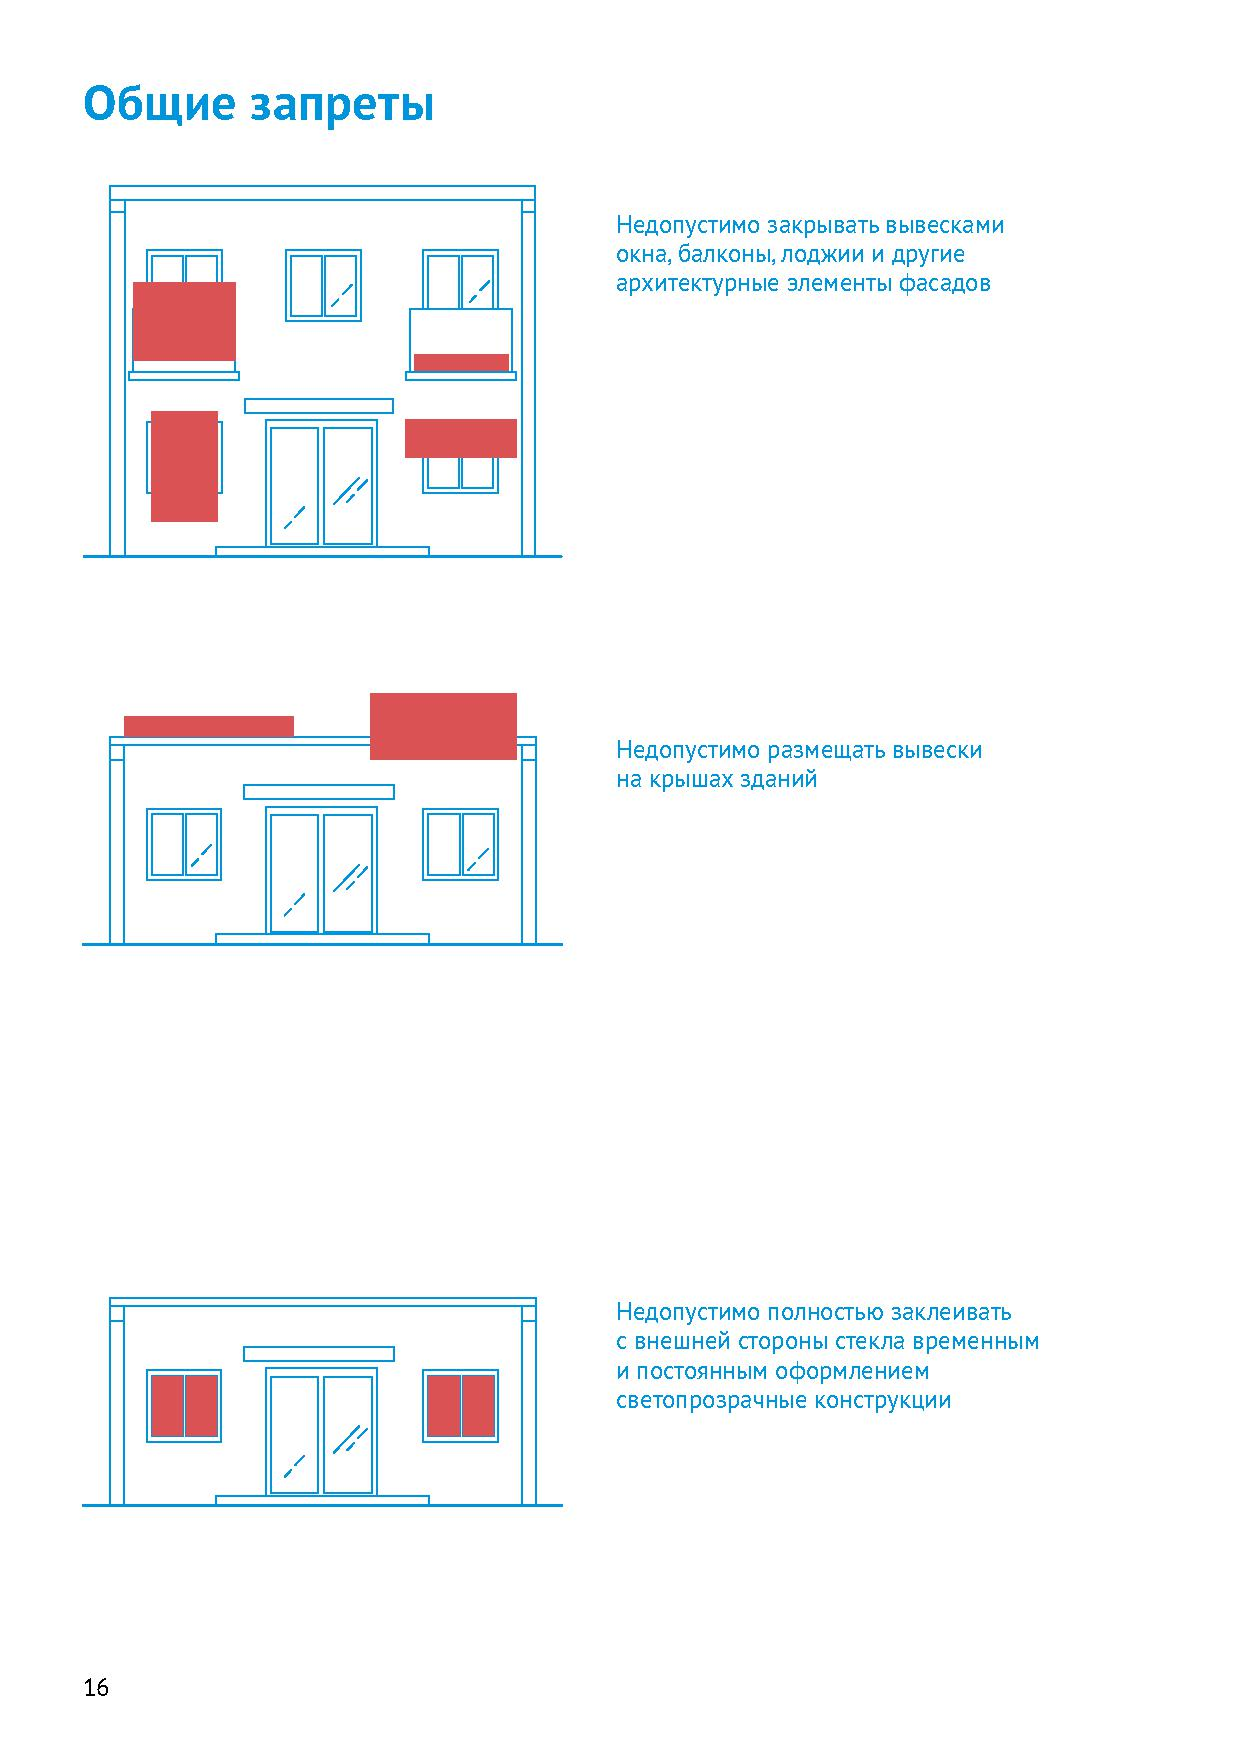 Общие запреты
Недопустимо закрывать вывесками
окна, балконы, лоджии и другие
архитектурные элементы фасадов
Недопустимо размещать вывески
на крышах зданий
Недопустимо полностью заклеивать
с внешней стороны стекла временным
и постоянным оформлением
светопрозрачные конструкции
16